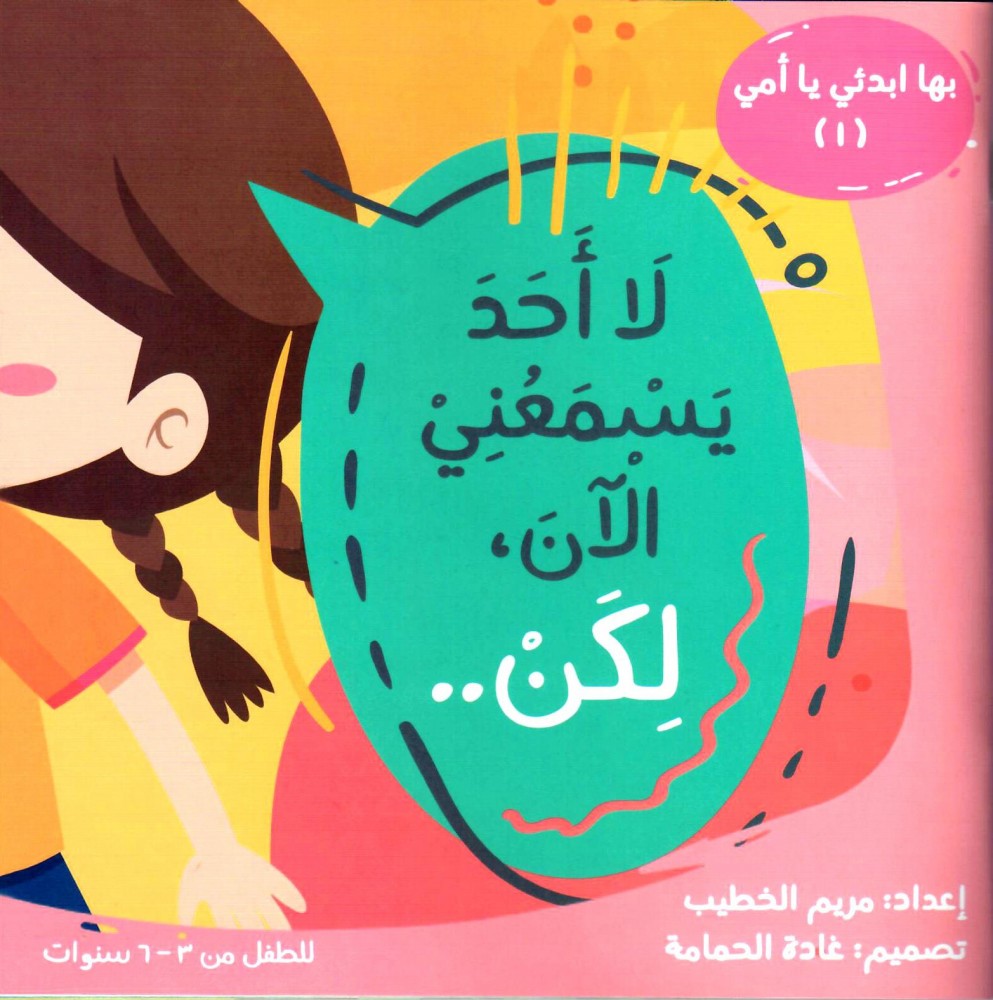 بها ابدئي يا أمي
(١)
لَا أَحَدَ
يَسْمَعُنِيْ
الْآنَ،
لِكَنْ..
إعداد: مريم الخطيب
تصميم: غادة الحمامة
للطفل من ٣-٦ سنوات